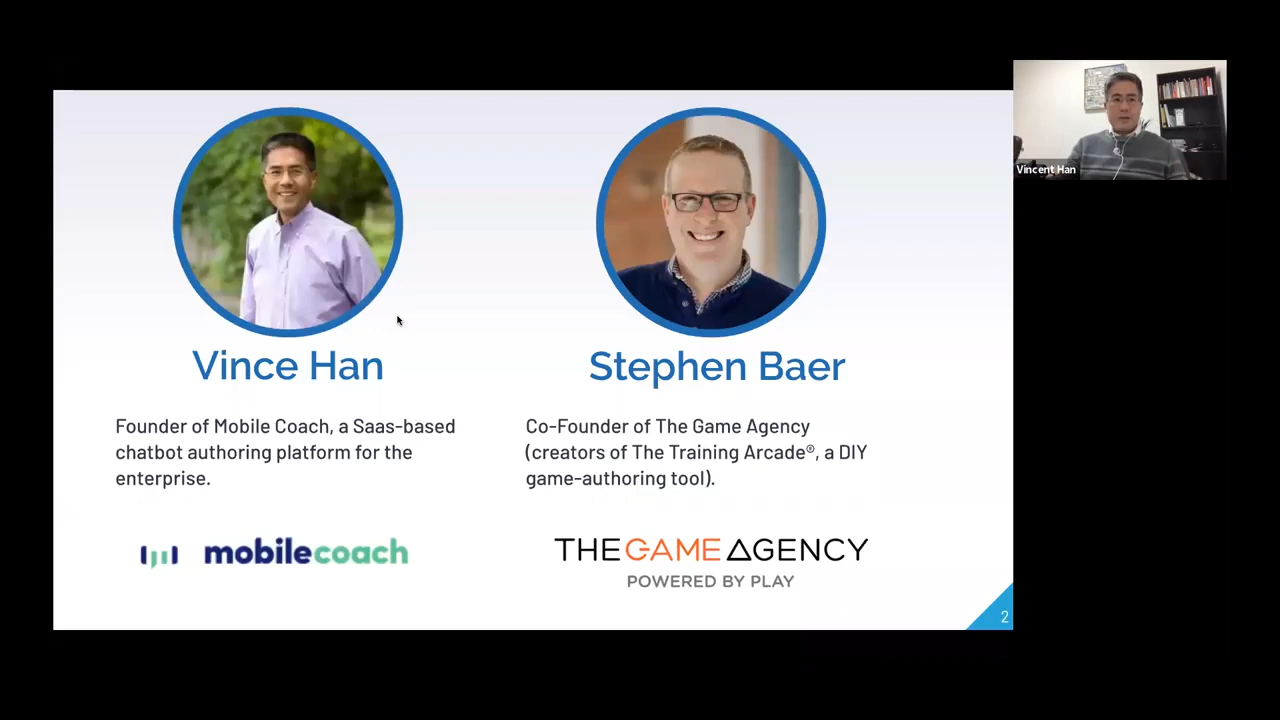 Vincent Han
Vince Han
Founder of Mobile Coach, a Saas-based
chatbot authoring platform for the
enterprise.
mobilecoach
Stephen Baer
Co-Founder of The Game Agency
(creators of The Training Arcade®, a DIY
game-authoring tool).
THE GAME AGENCY
POWERED BY PLAY
2